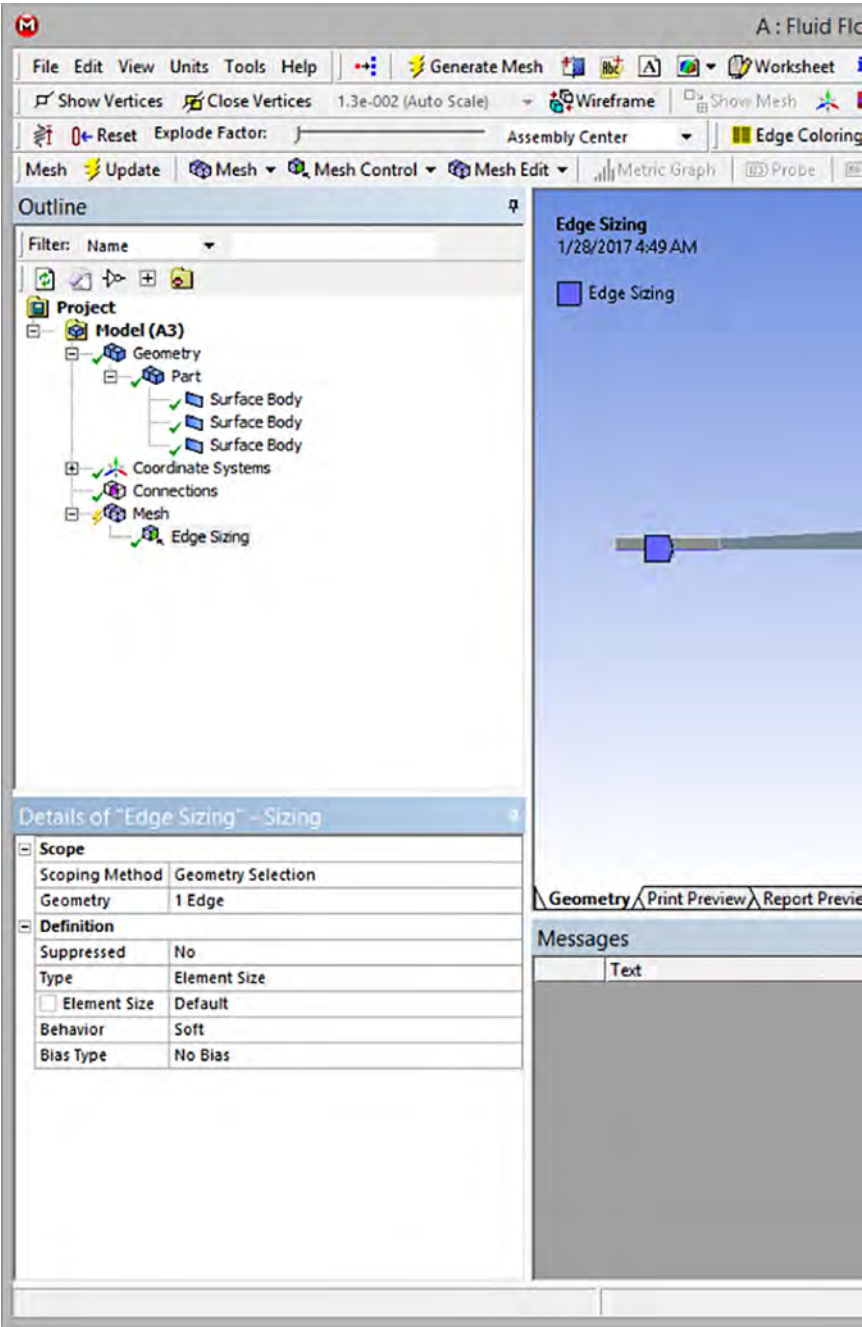 A : Fluid Flo
File Edit View Units Tools Help Generate Mesh A Worksheet
Show Vertices Close Vertices 1.3e-002 (Auto Scale) Wireframe Show Mesh
Reset Explode Factor: Assembly Center Edge Coloring
Mesh Update Mesh Mesh Control Mesh Edit Metric Graph Probe
Outline
Filter: Name
Project
Model (A3)
Geometry
Part
Surface Body
Surface Body
Surface Body
Coordinate Systems
Connections
Mesh
Edge Sizing
Edge Sizing
1/28/2017 4:49 AM
Edge Sizing
Details of "Edge Sizing" - Sizing
Scope
Scoping Method Geometry Selection
Geometry 1 Edge
Definition
Suppressed No
Type Element Size
Element Size Default
Behavior Soft
Bias Type No Bias
Geometry Print Preview Report Previe
Messages
Text